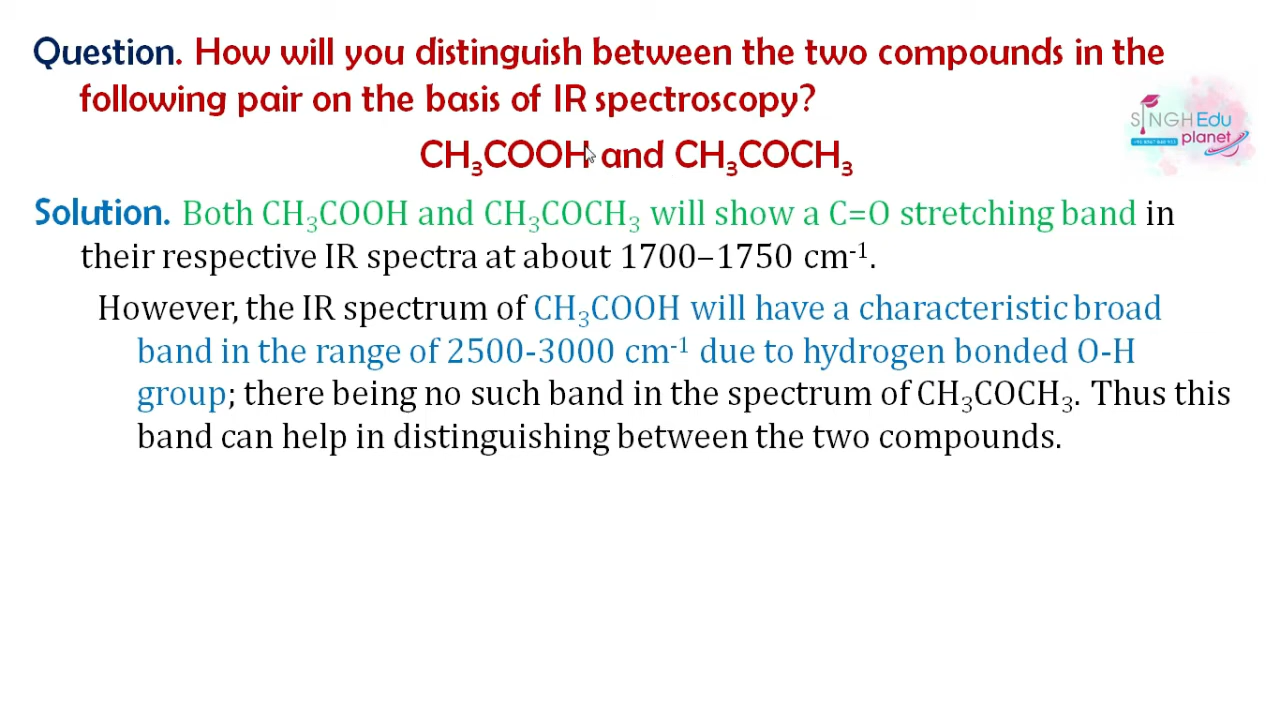 Question. How will you distinguish between the two compounds in the
following pair on the basis of IR spectroscopy?
SINGH Edu
planet
CH₃COOH and CH₃COCH₃
Solution. Both CH₃COOH and CH₃COCH₃ will show a C=O stretching band in
their respective IR spectra at about 1700–1750 cm⁻¹.
However, the IR spectrum of CH₃COOH will have a characteristic broad
band in the range of 2500-3000 cm⁻¹ due to hydrogen bonded O-H
group; there being no such band in the spectrum of CH₃COCH₃. Thus this
band can help in distinguishing between the two compounds.